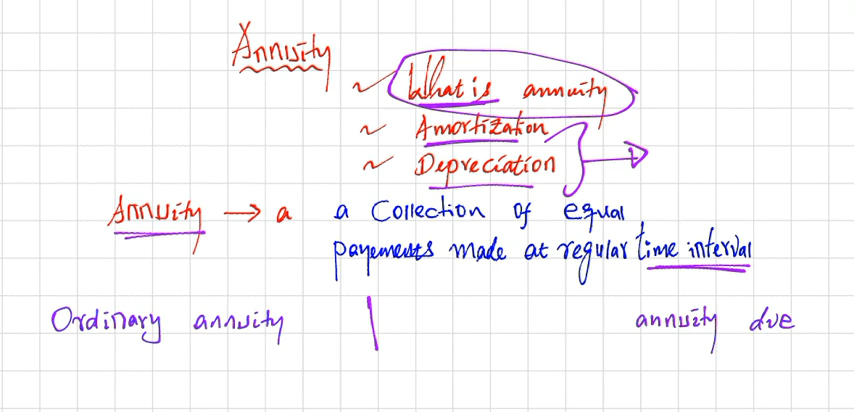 Annuity
~ What is annuity
~ Amortization
~ Depreciation
Annuity → a a Collection of equal
payements made at regular time interval
Ordinary annuity | annuity due